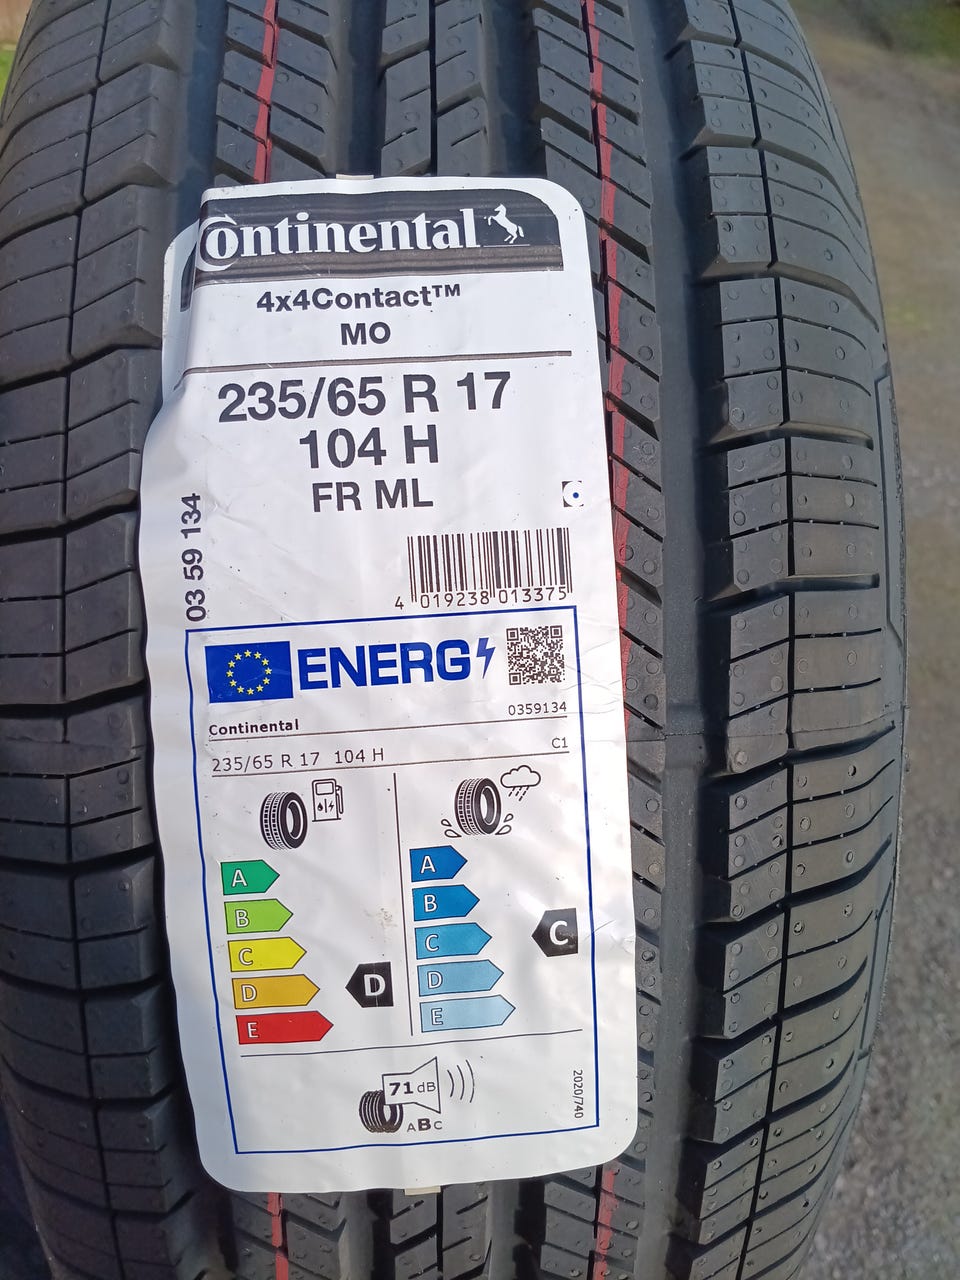 Continental
4x4Contact™
MO
235/65 R 17
104 H
FR ML
03 59 134
4 019238 013375
ENERG
Continental
0359134
235/65 R 17 104 H
C1
A
B
C
D
E
D
A
B
C
D
E
C
71 dB
ABC
2020/740